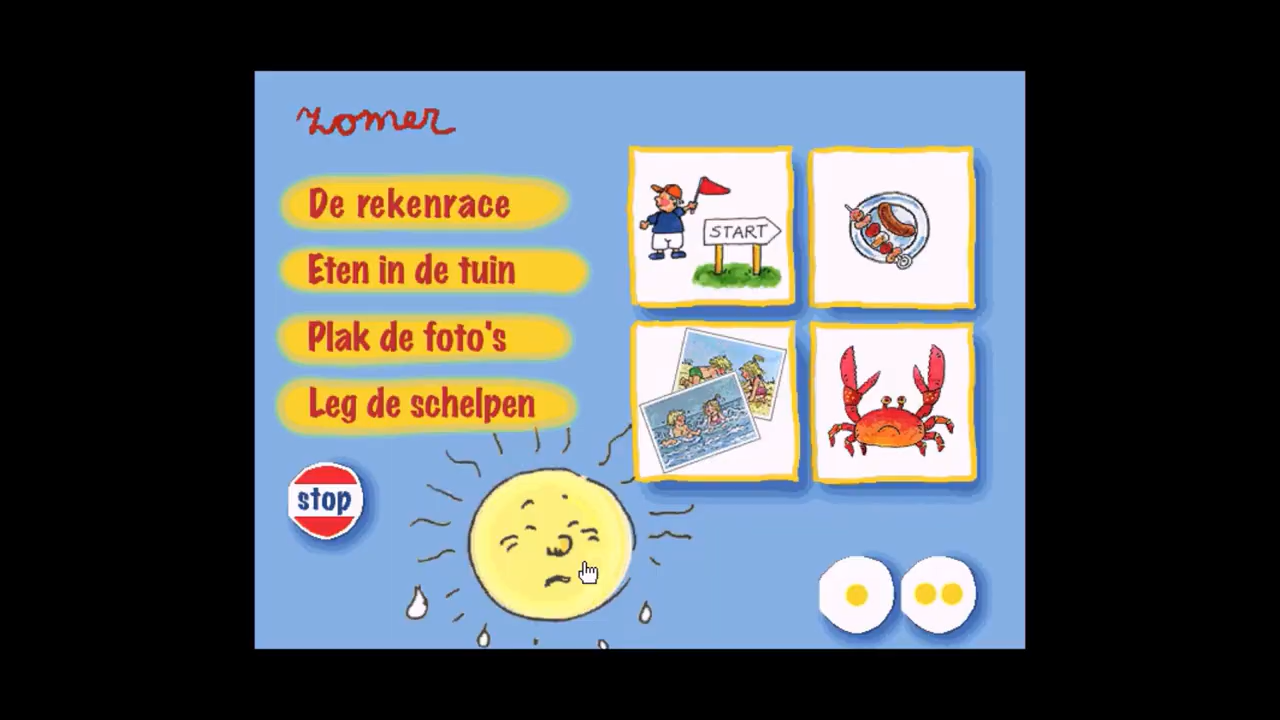 zomer
De rekenrace
Eten in de tuin
Plak de foto's
Leg de schelpen
START
stop